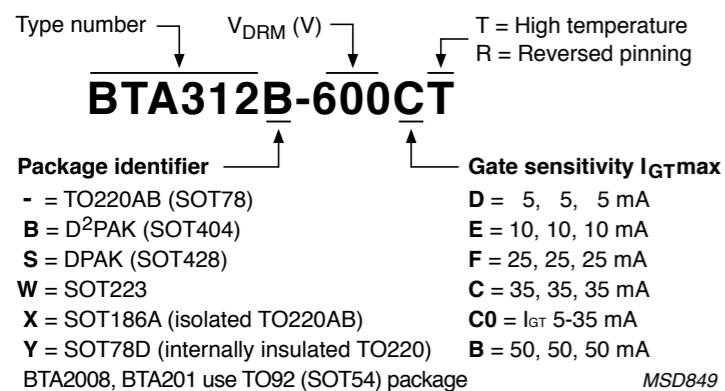 Type number
VDRM (V)
T = High temperature
R = Reversed pinning
BTA312B-600CT
Package identifier
Gate sensitivity IGTmax
- = TO220AB (SOT78)
B = D2PAK (SOT404)
S = DPAK (SOT428)
W = SOT223
X = SOT186A (isolated TO220AB)
Y = SOT78D (internally insulated TO220)
BTA2008, BTA201 use TO92 (SOT54) package
D = 5, 5, 5 mA
E = 10, 10, 10 mA
F = 25, 25, 25 mA
C = 35, 35, 35 mA
C0 = IGT 5-35 mA
B = 50, 50, 50 mA
MSD849